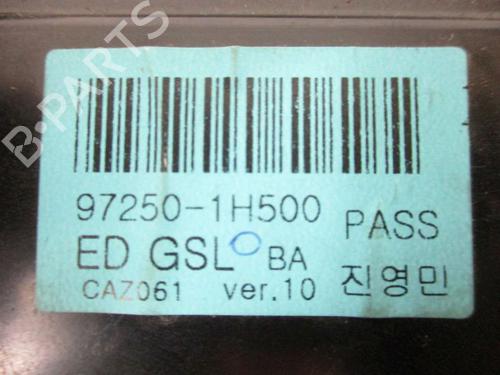 B-PARTS
97250-1H500
PASS
ED GSL BA
CAZ061 ver.10 진영민